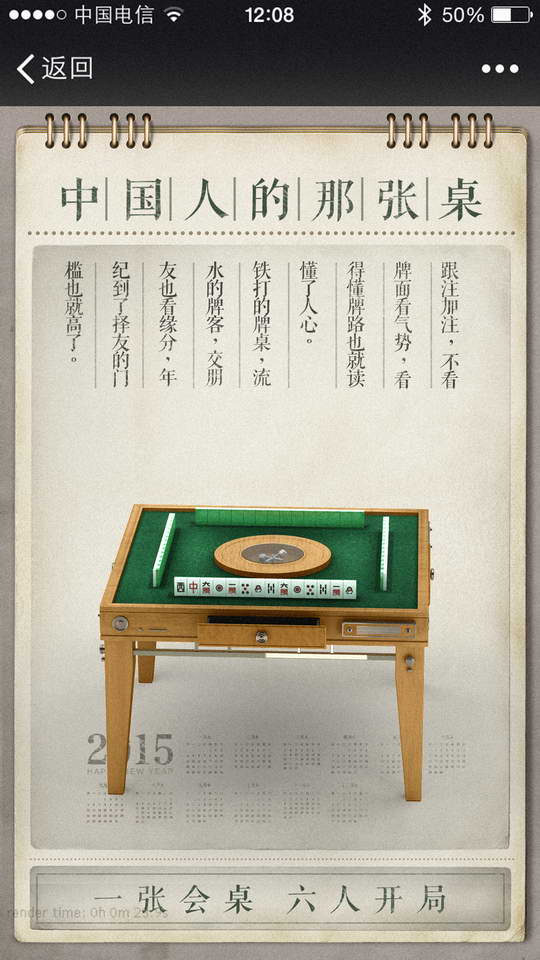 中国电信
12:08
50%
返回
中国人的那张桌
跟注加注，不看
牌面看气势，看
得懂牌路也就读
懂了人心。
铁打的牌桌，流
水的牌客，交朋
友也看缘分，年
纪到了择友的门
槛也就高了。
2015
HAPPY NEW YEAR
一张会桌 六人开局
render time: 0h 0m 23.9s